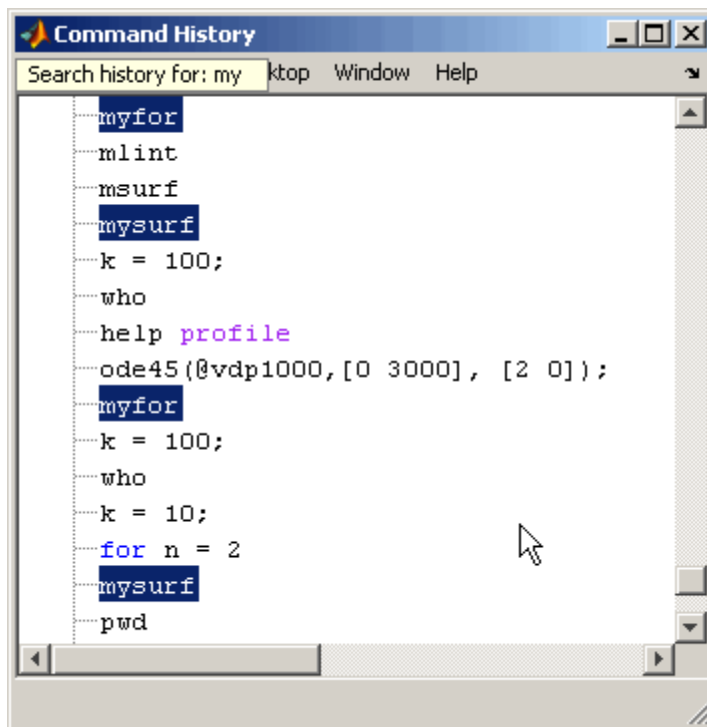 Command History
Search history for: my ktop Window Help
myfor
mlint
msurf
mysurf
k = 100;
who
help profile
ode45(@vdp1000,[0 3000], [2 0]);
myfor
k = 100;
who
k = 10;
for n = 2
mysurf
pwd